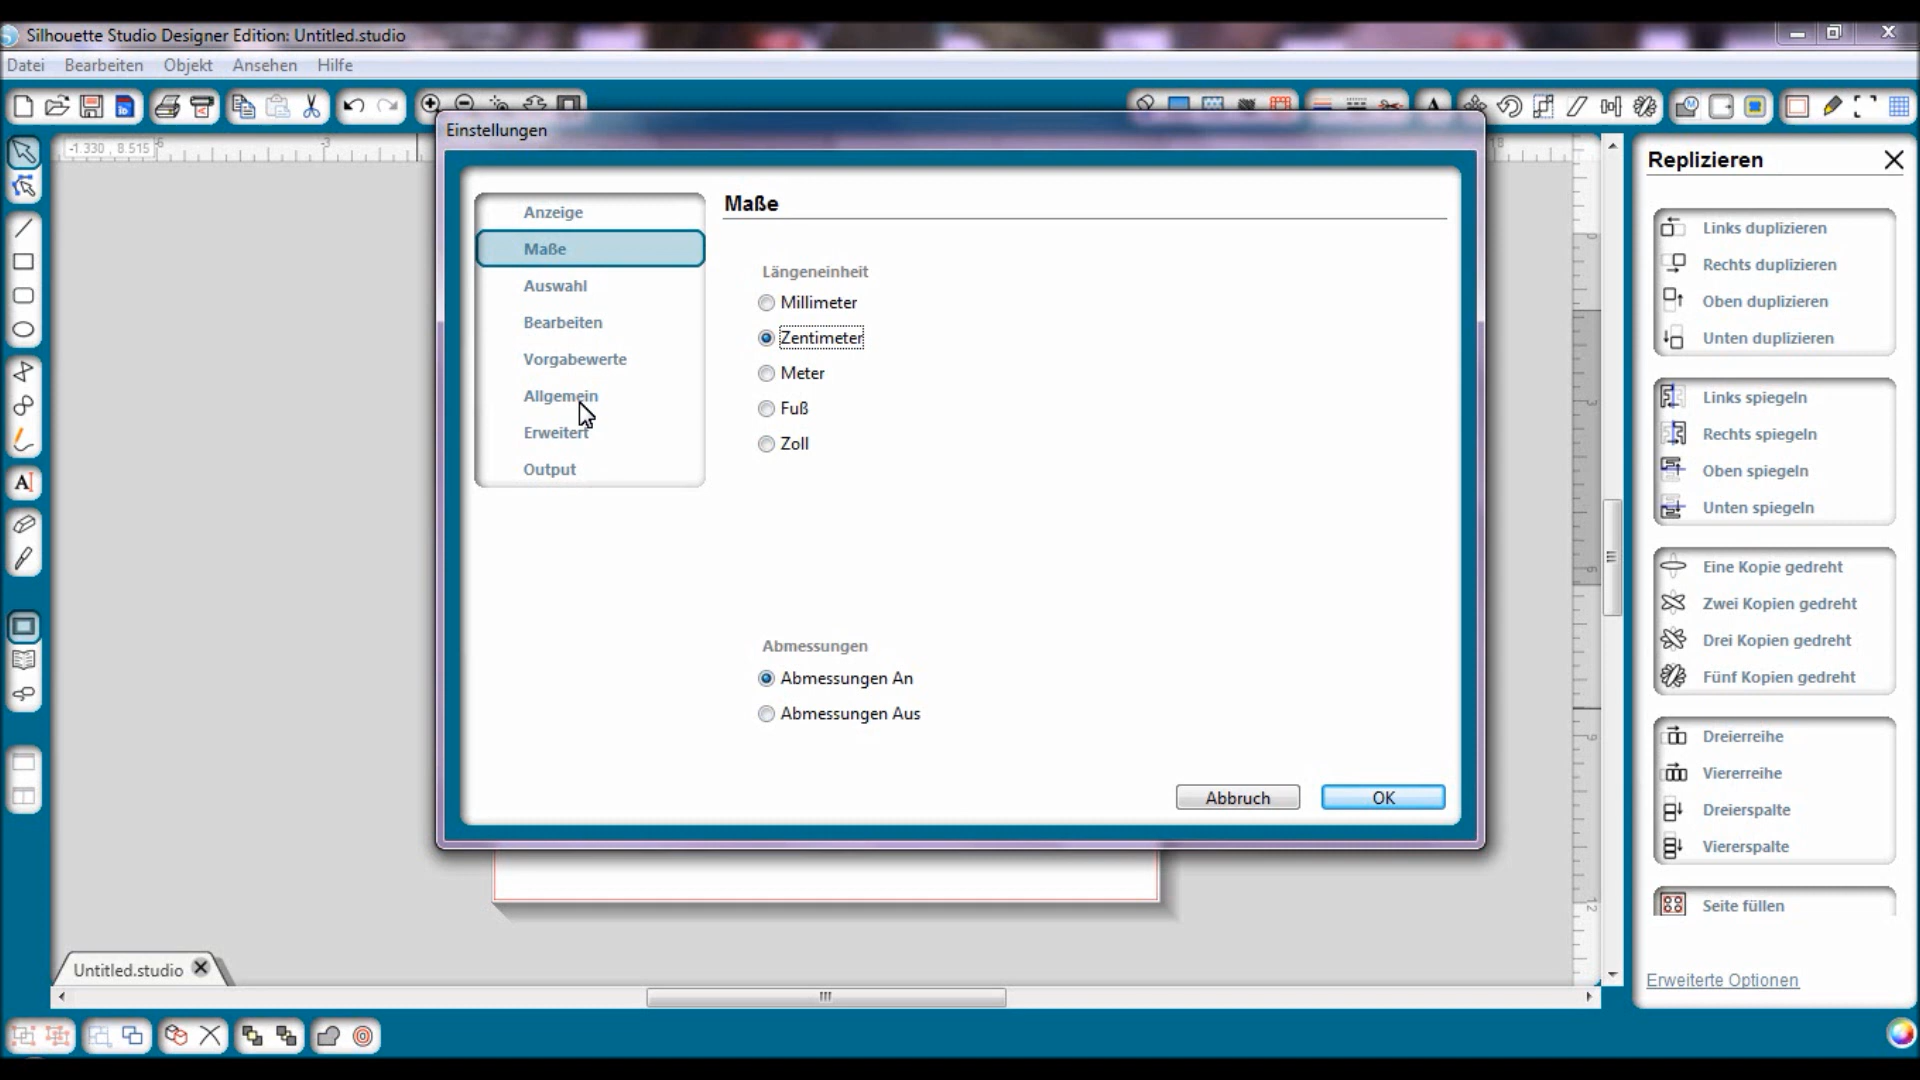 Silhouette Studio Designer Edition: Untitled.studio
Datei Bearbeiten Objekt Ansehen Hilfe
-1.330 , 8.515
Einstellungen
Anzeige
Maße
Auswahl
Bearbeiten
Vorgabewerte
Allgemein
Erweitert
Output
Maße
Längeneinheit
Millimeter
Zentimeter
Meter
Fuß
Zoll
Abmessungen
Abmessungen An
Abmessungen Aus
Abbruch OK
Replizieren
Links duplizieren
Rechts duplizieren
Oben duplizieren
Unten duplizieren
Links spiegeln
Rechts spiegeln
Oben spiegeln
Unten spiegeln
Eine Kopie gedreht
Zwei Kopien gedreht
Drei Kopien gedreht
Fünf Kopien gedreht
Dreierreihe
Viererreihe
Dreierspalte
Viererspalte
Seite füllen
Erweiterte Optionen
Untitled.studio